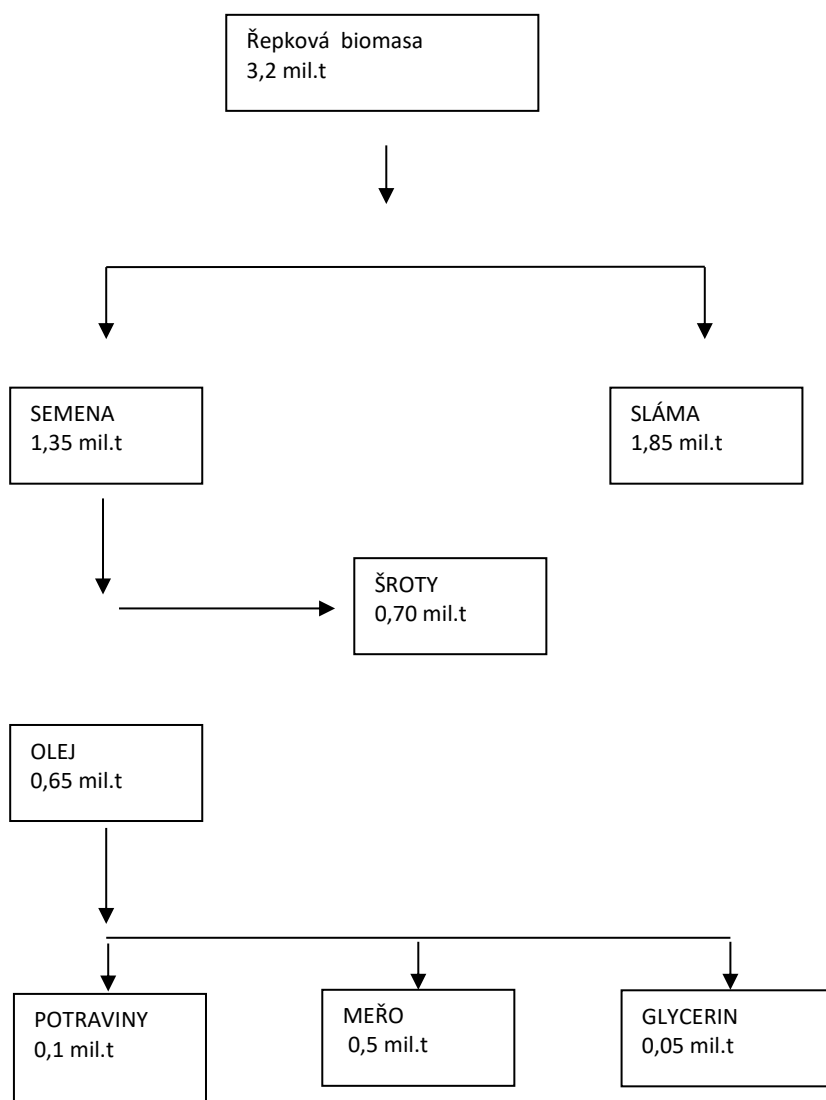 Řepková  biomasa
3,2 mil.t
SEMENA
1,35 mil.t
SLÁMA
1,85 mil.t
ŠROTY
0,70 mil.t
OLEJ
0,65 mil.t
POTRAVINY
0,1 mil.t
MEŘO
0,5 mil.t
GLYCERIN
0,05 mil.t